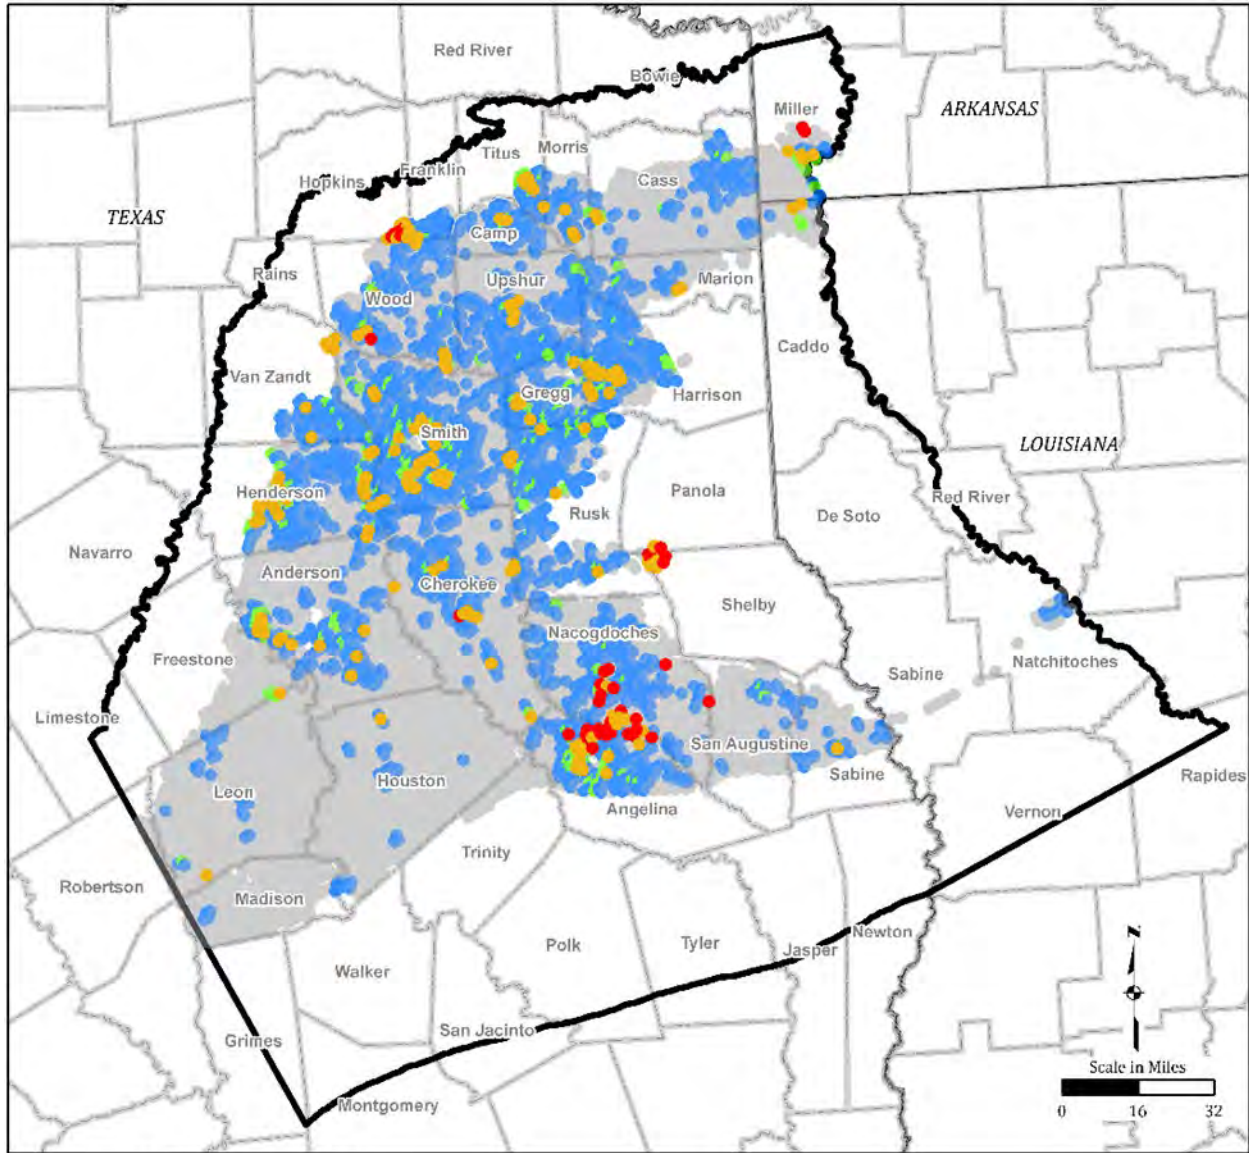 Red River
Bowie
Miller
ARKANSAS
Titus
Morris
Franklin
Cass
Hopkins
TEXAS
Camp
Rains
Upshur
Marion
Wood
Caddo
Van Zandt
Gregg
Harrison
Smith
LOUISIANA
Henderson
Panola
Red River
Rusk
De Soto
Navarro
Anderson
Cherokee
Shelby
Nacogdoches
Freestone
Natchitoches
Sabine
Limestone
San Augustine
Houston
Sabine
Rapides
Leon
Angelina
Vernon
Trinity
Robertson
Madison
Newton
Polk
Tyler
Jasper
Walker
N
San Jacinto
Grimes
Scale in Miles
Montgomery
0 16 32